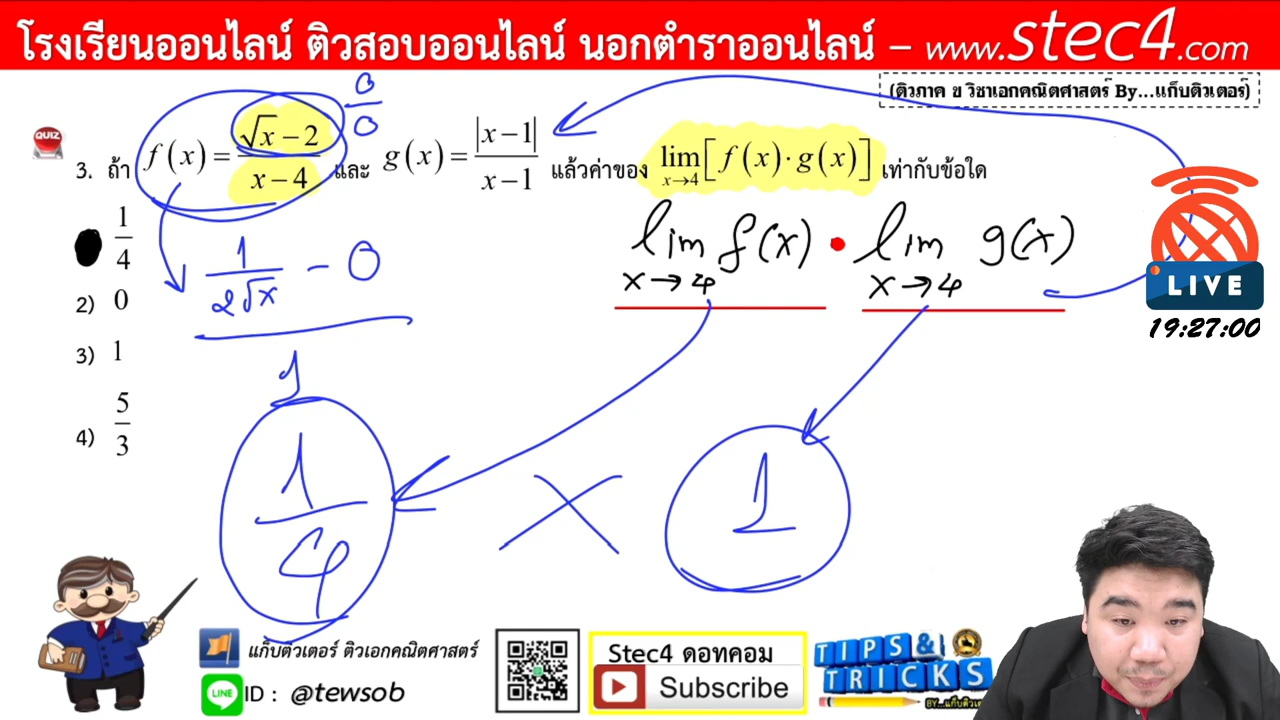 โรงเรียนออนไลน์ ติวสอบออนไลน์ นอกตำราออนไลน์ – www.stec4.com
(ติวภาค ข วิชาเอกคณิตศาสตร์ By...แก็บติวเตอร์)
0/0
QUIZ
3. ถ้า f(x) = (√x − 2)/(x − 4) และ g(x) = |x − 1|/(x − 1) แล้วค่าของ lim x→4 [f(x)·g(x)] เท่ากับข้อใด
1/4
2) 0
3) 1
4) 5/3
lim x→4 f(x) • lim x→4 g(x)
(1/(2√x) − 0)/1
1/4 × 1
LIVE
19:27:00
แก็บติวเตอร์ ติวเอกคณิตศาสตร์
LINE ID : @tewsob
Stec4 ดอทคอม
Subscribe
TIPS &
TRICKS